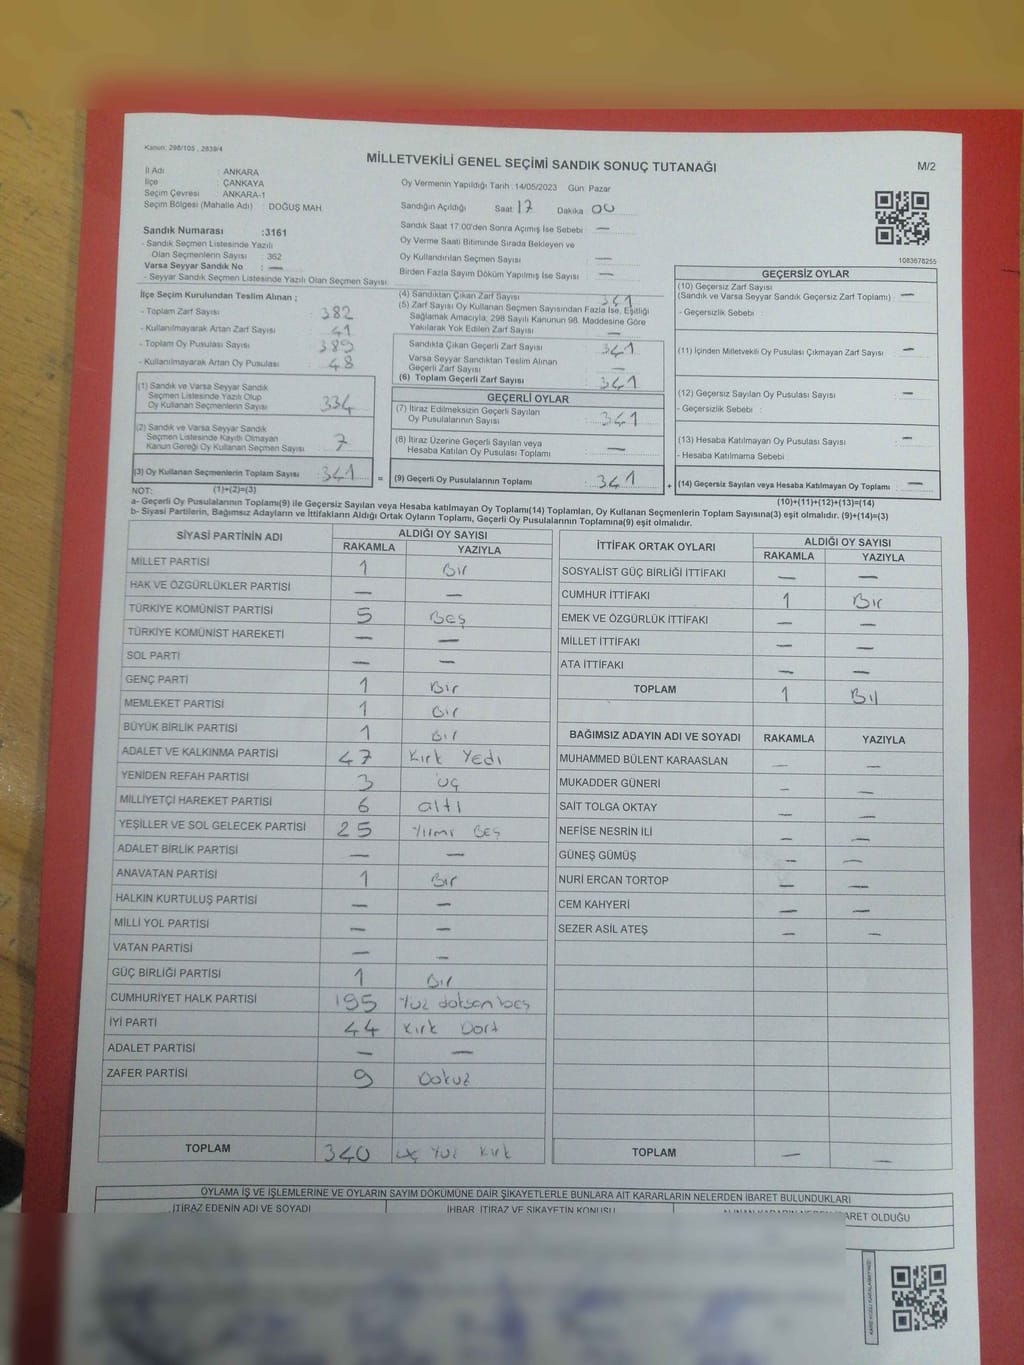 Kanun: 298/105 , 2839/4
MİLLETVEKİLİ GENEL SEÇİMİ SANDIK SONUÇ TUTANAĞI
M/2
İl Adı : ANKARA
İlçe : ÇANKAYA
Seçim Çevresi : ANKARA-1
Seçim Bölgesi (Mahalle Adı) : DOĞUŞ MAH.
Oy Vermenin Yapıldığı Tarih :14/05/2023 Gün: Pazar
Sandığın Açıldığı Saat 17 Dakika 00
Sandık Saat 17:00'den Sonra Açımış İse Sebebi —
Oy Verme Saati Bitiminde Sırada Bekleyen ve
Oy Kullandırılan Seçmen Sayısı —
Birden Fazla Sayım Döküm Yapılmış İse Sayısı —
1083678255
Sandık Numarası :3161
- Sandık Seçmen Listesinde Yazılı
Olan Seçmenlerin Sayısı : 362
Varsa Seyyar Sandık No : —
- Seyyar Sandık Seçmen Listesinde Yazılı Olan Seçmen Sayısı:
İlçe Seçim Kurulundan Teslim Alınan ;
- Toplam Zarf Sayısı : 382
- Kullanılmayarak Artan Zarf Sayısı : 41
- Toplam Oy Pusulası Sayısı : 389
- Kullanılmayarak Artan Oy Pusulası : 48
(1) Sandık ve Varsa Seyyar Sandık
Seçmen Listesinde Yazılı Olup
Oy Kullanan Seçmenlerin Sayısı : 334
(2) Sandık ve Varsa Seyyar Sandık
Seçmen Listesinde Kayıtlı Olmayan
Kanun Gereği Oy Kullanan Seçmen Sayısı : 7
(3) Oy Kullanan Seçmenlerin Toplam Sayısı : 341
(4) Sandıktan Çıkan Zarf Sayısı : 341
(5) Zarf Sayısı Oy Kullanan Seçmen Sayısından Fazla İse, Eşitliği
Sağlamak Amacıyla; 298 Sayılı Kanunun 98. Maddesine Göre
Yakılarak Yok Edilen Zarf Sayısı : —
Sandıkta Çıkan Geçerli Zarf Sayısı : 341
Varsa Seyyar Sandıktan Teslim Alınan
Geçerli Zarf Sayısı : —
(6) Toplam Geçerli Zarf Sayısı : 341
GEÇERLİ OYLAR
(7) İtiraz Edilmeksizin Geçerli Sayılan
Oy Pusulalarının Sayısı : 341
(8) İtiraz Üzerine Geçerli Sayılan veya
Hesaba Katılan Oy Pusulası Toplamı : —
= (9) Geçerli Oy Pusulalarının Toplamı : 341 +
GEÇERSİZ OYLAR
(10) Geçersiz Zarf Sayısı
(Sandık ve Varsa Seyyar Sandık Geçersiz Zarf Toplamı) : —
- Geçersizlik Sebebi :
(11) İçinden Milletvekili Oy Pusulası Çıkmayan Zarf Sayısı : —
(12) Geçersiz Sayılan Oy Pusulası Sayısı : —
- Geçersizlik Sebebi :
(13) Hesaba Katılmayan Oy Pusulası Sayısı : —
- Hesaba Katılmama Sebebi :
(14) Geçersiz Sayılan veya Hesaba Katılmayan Oy Toplamı : —
NOT: (1)+(2)=(3) (10)+(11)+(12)+(13)=(14)
a- Geçerli Oy Pusulalarının Toplamı(9) ile Geçersiz Sayılan veya Hesaba katılmayan Oy Toplamı(14) Toplamları, Oy Kullanan Seçmenlerin Toplam Sayısına(3) eşit olmalıdır. (9)+(14)=(3)
b- Siyasi Partilerin, Bağımsız Adayların ve İttifakların Aldığı Ortak Oyların Toplamı, Geçerli Oy Pusulalarının Toplamına(9) eşit olmalıdır.
SİYASİ PARTİNİN ADI ALDIĞI OY SAYISI
RAKAMLA YAZIYLA
MİLLET PARTİSİ 1 Bir
HAK VE ÖZGÜRLÜKLER PARTİSİ — —
TÜRKİYE KOMÜNİST PARTİSİ 5 Beş
TÜRKİYE KOMÜNİST HAREKETİ — —
SOL PARTİ — —
GENÇ PARTİ 1 Bir
MEMLEKET PARTİSİ 1 Bir
BÜYÜK BİRLİK PARTİSİ 1 Bir
ADALET VE KALKINMA PARTİSİ 47 Kırk Yedi
YENİDEN REFAH PARTİSİ 3 üç
MİLLİYETÇİ HAREKET PARTİSİ 6 altı
YEŞİLLER VE SOL GELECEK PARTİSİ 25 Yirmi Beş
ADALET BİRLİK PARTİSİ — —
ANAVATAN PARTİSİ 1 Bir
HALKIN KURTULUŞ PARTİSİ — —
MİLLİ YOL PARTİSİ — —
VATAN PARTİSİ — —
GÜÇ BİRLİĞİ PARTİSİ 1 Bir
CUMHURİYET HALK PARTİSİ 195 Yüz doksan beş
İYİ PARTİ 44 Kırk Dört
ADALET PARTİSİ — —
ZAFER PARTİSİ 9 Dokuz
TOPLAM 340 üç Yüz Kırk
İTTİFAK ORTAK OYLARI ALDIĞI OY SAYISI
RAKAMLA YAZIYLA
SOSYALİST GÜÇ BİRLİĞİ İTTİFAKI — —
CUMHUR İTTİFAKI 1 Bir
EMEK VE ÖZGÜRLÜK İTTİFAKI — —
MİLLET İTTİFAKI — —
ATA İTTİFAKI — —
TOPLAM 1 Bir
BAĞIMSIZ ADAYIN ADI VE SOYADI RAKAMLA YAZIYLA
MUHAMMED BÜLENT KARAASLAN — —
MUKADDER GÜNERİ — —
SAİT TOLGA OKTAY — —
NEFİSE NESRİN İLİ — —
GÜNEŞ GÜMÜŞ — —
NURİ ERCAN TORTOP — —
CEM KAHYERİ — —
SEZER ASİL ATEŞ — —
TOPLAM — —
OYLAMA İŞ VE İŞLEMLERİNE VE OYLARIN SAYIM DÖKÜMÜNE DAİR ŞİKAYETLERLE BUNLARA AİT KARARLARIN NELERDEN İBARET BULUNDUKLARI
İTİRAZ EDENİN ADI VE SOYADI İHBAR, İTİRAZ VE ŞİKAYETİN KONUSU ALINAN KARARIN NEDEN İBARET OLDUĞU